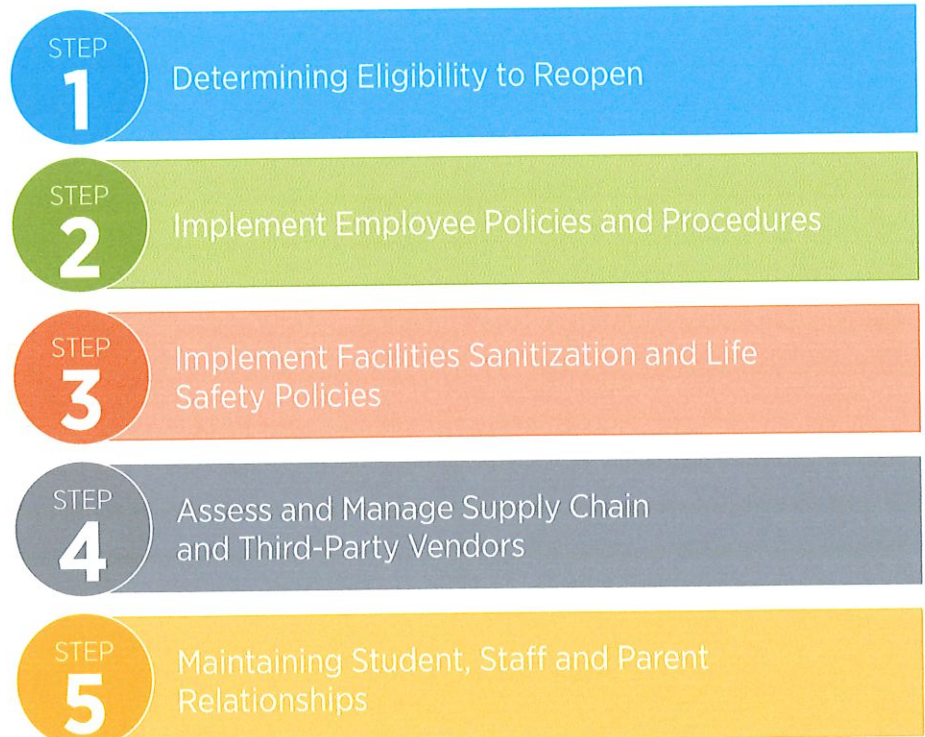 STEP
1
Determining Eligibility to Reopen
STEP
2
Implement Employee Policies and Procedures
STEP
3
Implement Facilities Sanitization and Life
Safety Policies
STEP
4
Assess and Manage Supply Chain
and Third-Party Vendors
STEP
5
Maintaining Student, Staff and Parent
Relationships